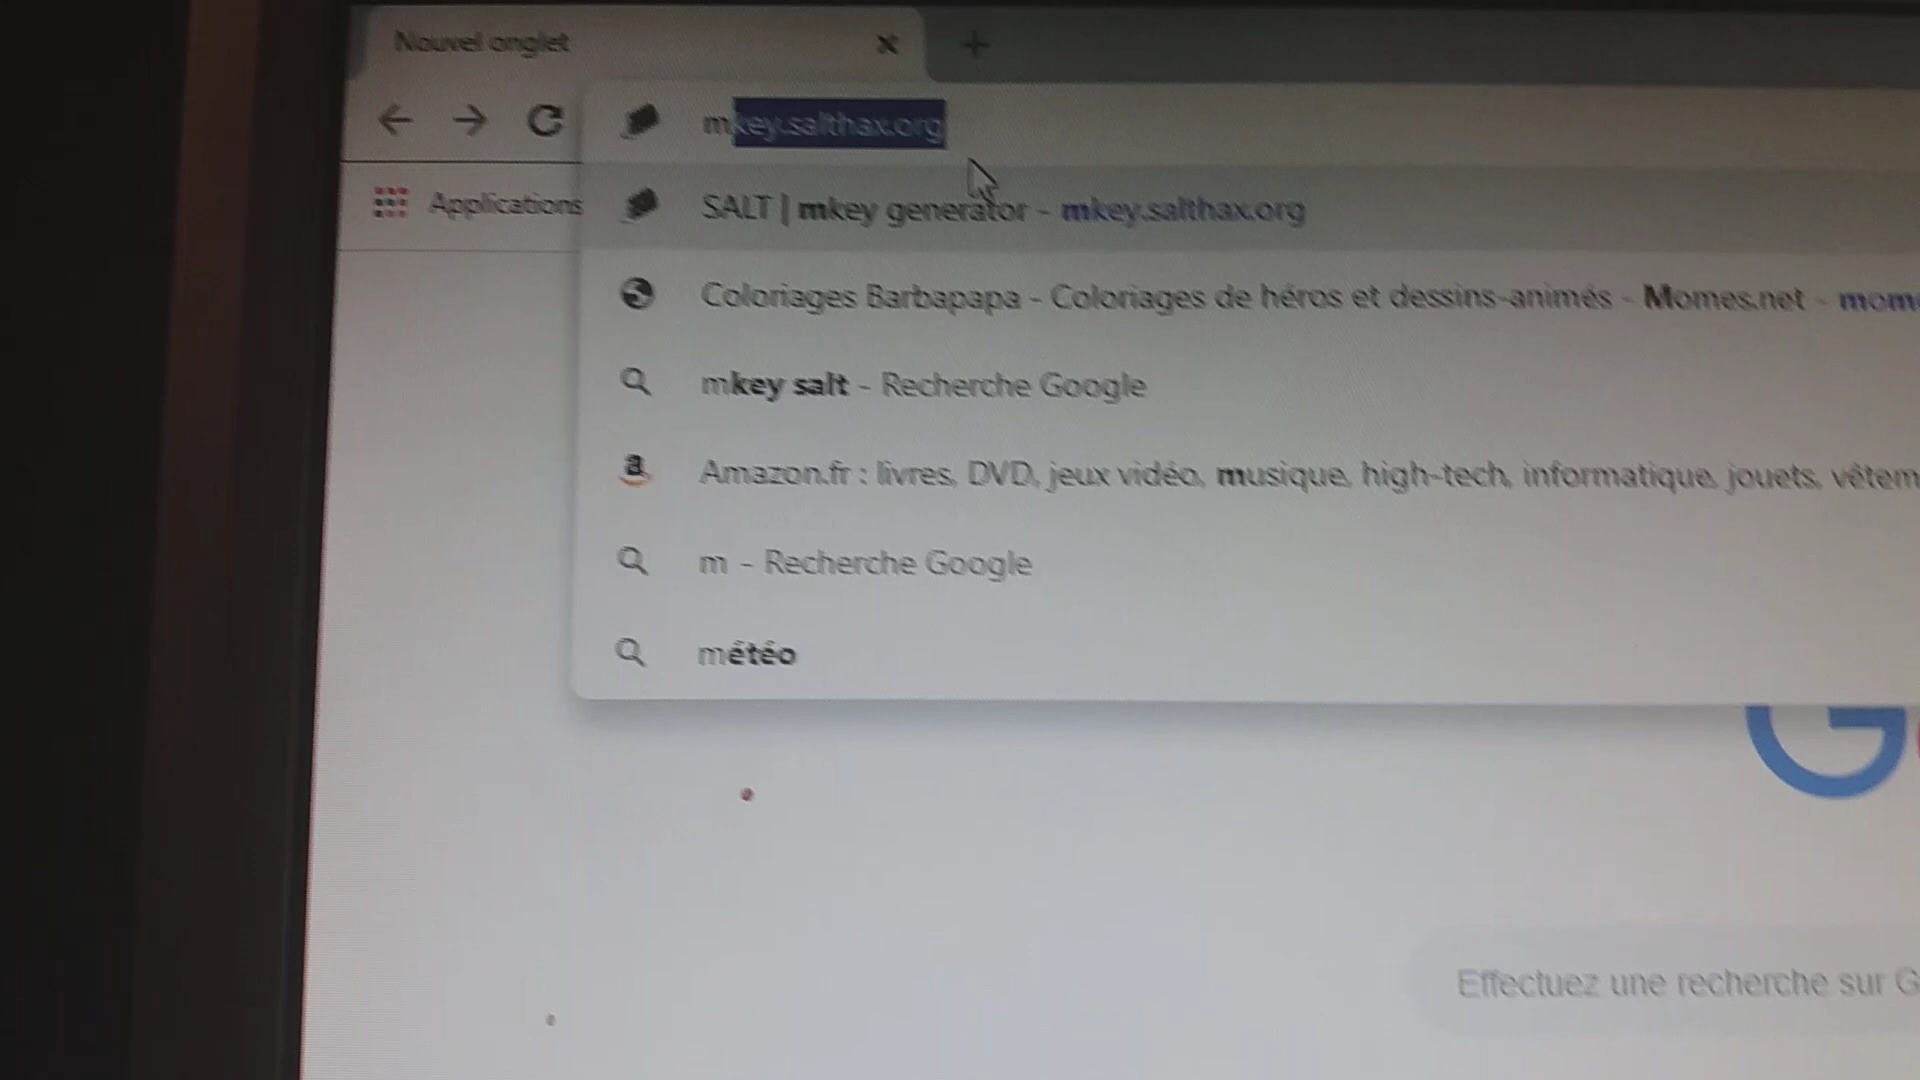 Nouvel onglet
mkey.salthax.org
Applications
SALT | mkey generator - mkey.salthax.org
Coloriages Barbapapa - Coloriages de héros et dessins-animés - Momes.net - mom
mkey salt - Recherche Google
Amazon.fr : livres, DVD, jeux vidéo, musique, high-tech, informatique, jouets, vêtem
m - Recherche Google
météo
G
Effectuez une recherche sur G